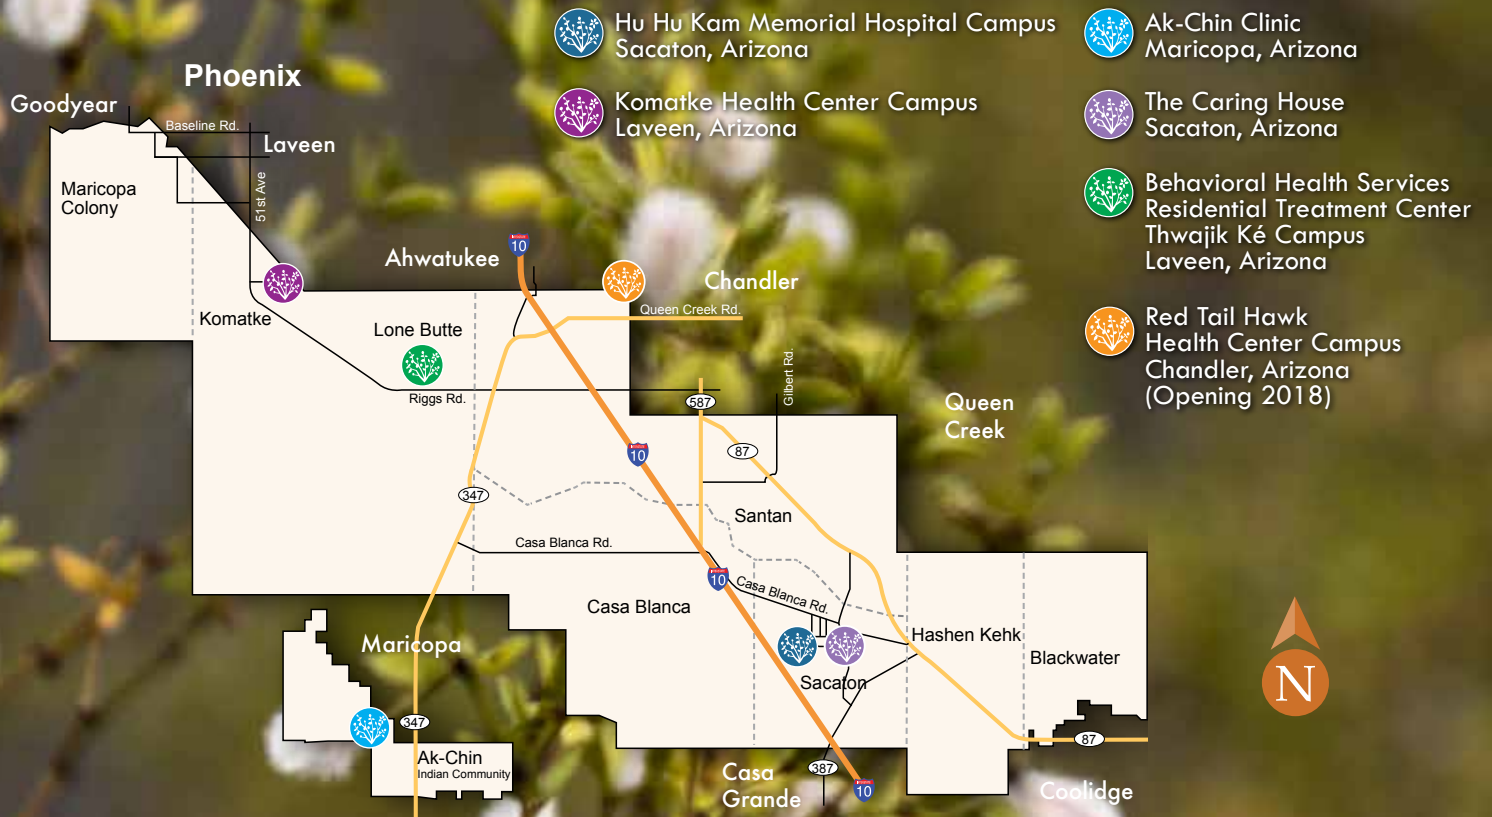 Hu Hu Kam Memorial Hospital Campus
Sacaton, Arizona
Komatke Health Center Campus
Laveen, Arizona
Ak-Chin Clinic
Maricopa, Arizona
The Caring House
Sacaton, Arizona
Behavioral Health Services
Residential Treatment Center
Thwajik Ké Campus
Laveen, Arizona
Red Tail Hawk
Health Center Campus
Chandler, Arizona
(Opening 2018)
Phoenix
Goodyear
Baseline Rd.
Laveen
Maricopa
Colony
51st Ave
Ahwatukee
10
Chandler
Queen Creek Rd.
Komatke
Lone Butte
Riggs Rd.
Gilbert Rd.
587
Queen
Creek
87
10
347
Santan
Casa Blanca Rd.
10
Casa Blanca Rd.
Casa Blanca
Hashen Kehk
Blackwater
Maricopa
Sacaton
N
347
87
Ak-Chin
Indian Community
Casa
Grande
387
10
Coolidge